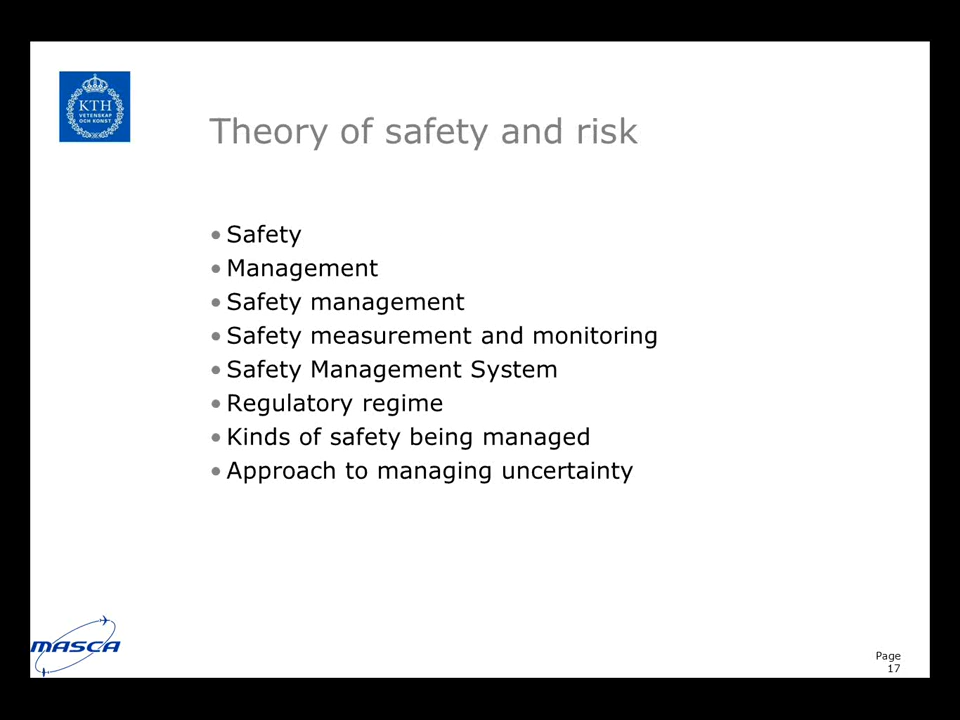 KTH
VETENSKAP
OCH KONST
Theory of safety and risk
• Safety
• Management
• Safety management
• Safety measurement and monitoring
• Safety Management System
• Regulatory regime
• Kinds of safety being managed
• Approach to managing uncertainty
MASCA
Page
17